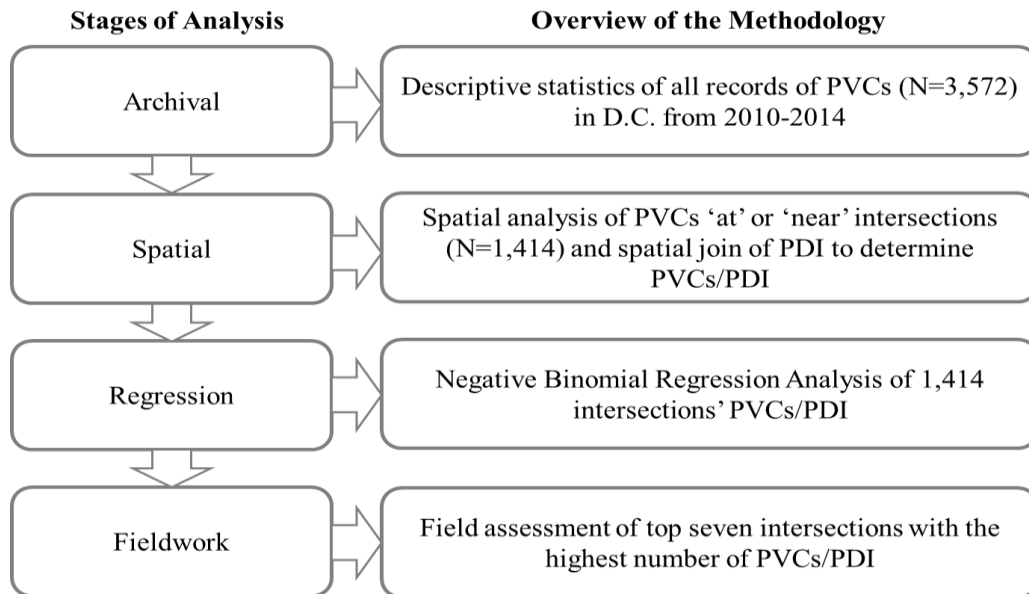 Stages of Analysis
Overview of the Methodology
Archival
Descriptive statistics of all records of PVCs (N=3,572)
in D.C. from 2010-2014
Spatial
Spatial analysis of PVCs ‘at’ or ‘near’ intersections
(N=1,414) and spatial join of PDI to determine
PVCs/PDI
Regression
Negative Binomial Regression Analysis of 1,414
intersections’ PVCs/PDI
Fieldwork
Field assessment of top seven intersections with the
highest number of PVCs/PDI